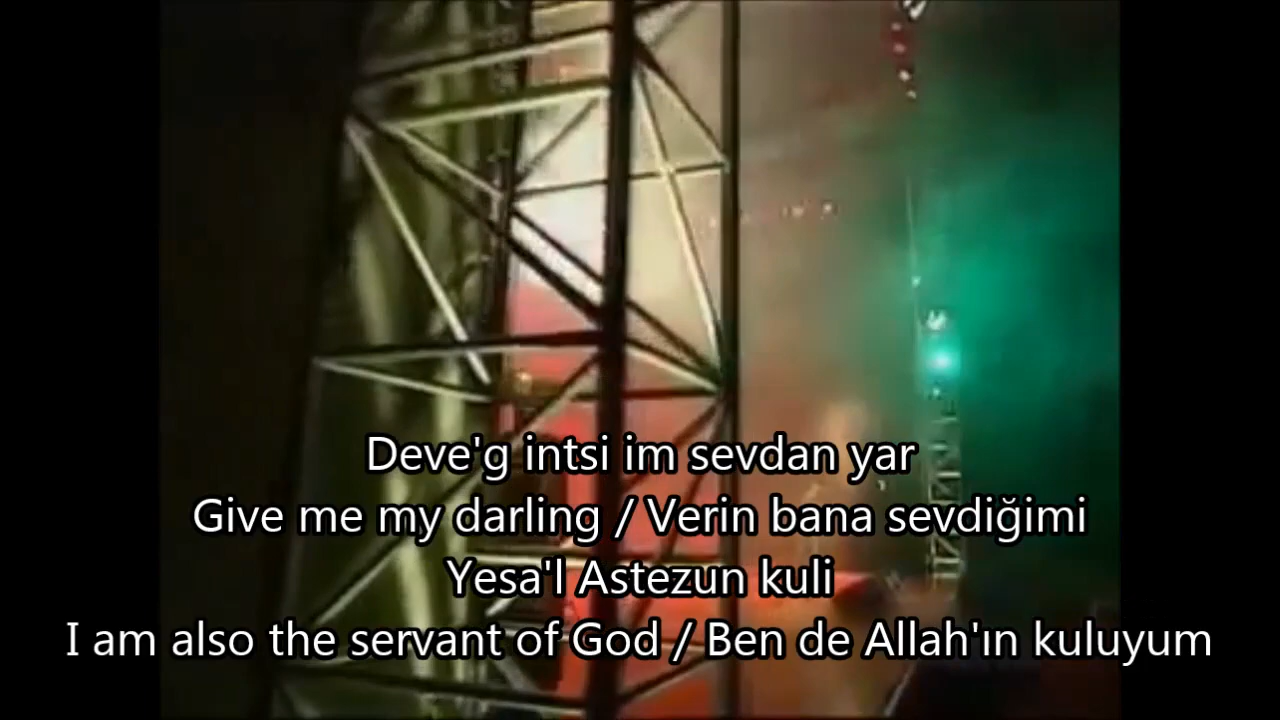 Deve'g intsi im sevdan yar
Give me my darling / Verin bana sevdiğimi
Yesa'l Astezun kuli
I am also the servant of God / Ben de Allah'ın kuluyum